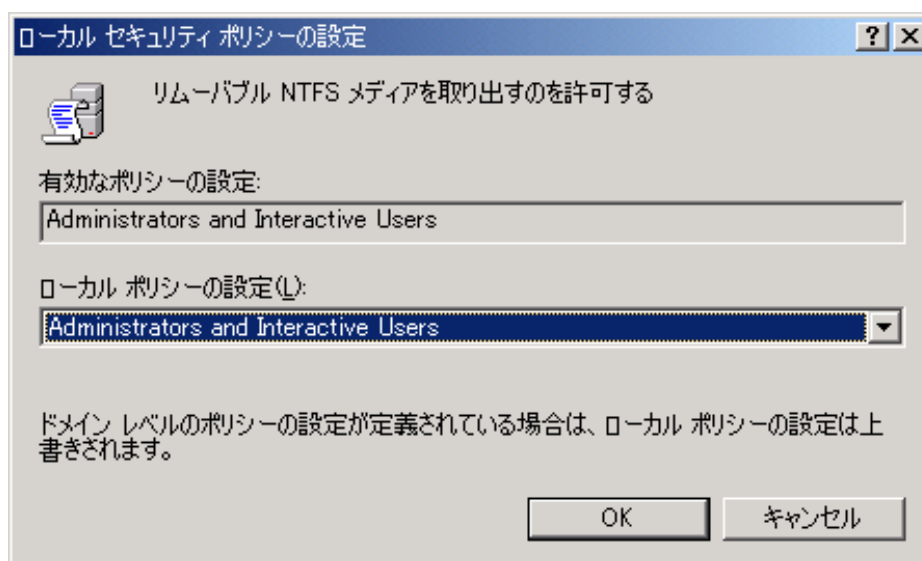 ローカル セキュリティ ポリシーの設定
リムーバブル NTFS メディアを取り出すのを許可する
有効なポリシーの設定:
Administrators and Interactive Users
ローカル ポリシーの設定(L):
Administrators and Interactive Users
ドメイン レベルのポリシーの設定が定義されている場合は、ローカル ポリシーの設定は上
書きされます。
OK キャンセル